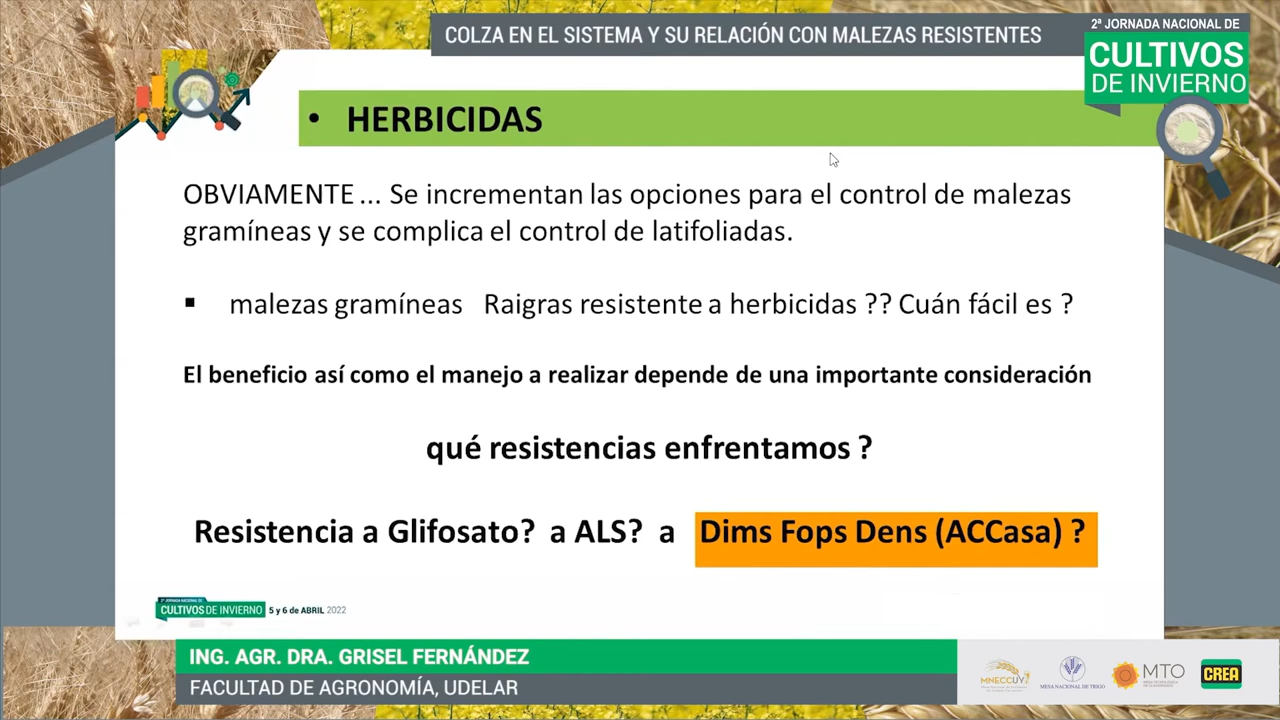 COLZA EN EL SISTEMA Y SU RELACIÓN CON MALEZAS RESISTENTES
2ª JORNADA NACIONAL DE
CULTIVOS
DE INVIERNO
• HERBICIDAS
OBVIAMENTE ... Se incrementan las opciones para el control de malezas
gramíneas y se complica el control de latifoliadas.
▪ malezas gramíneas Raigras resistente a herbicidas ?? Cuán fácil es ?
El beneficio así como el manejo a realizar depende de una importante consideración
qué resistencias enfrentamos ?
Resistencia a Glifosato? a ALS? a Dims Fops Dens (ACCasa) ?
2ª JORNADA NACIONAL DE
CULTIVOS DE INVIERNO 5 y 6 de ABRIL 2022
ING. AGR. DRA. GRISEL FERNÁNDEZ
FACULTAD DE AGRONOMÍA, UDELAR
MNECCUY
MESA NACIONAL DE TRIGO
MTO
CREA